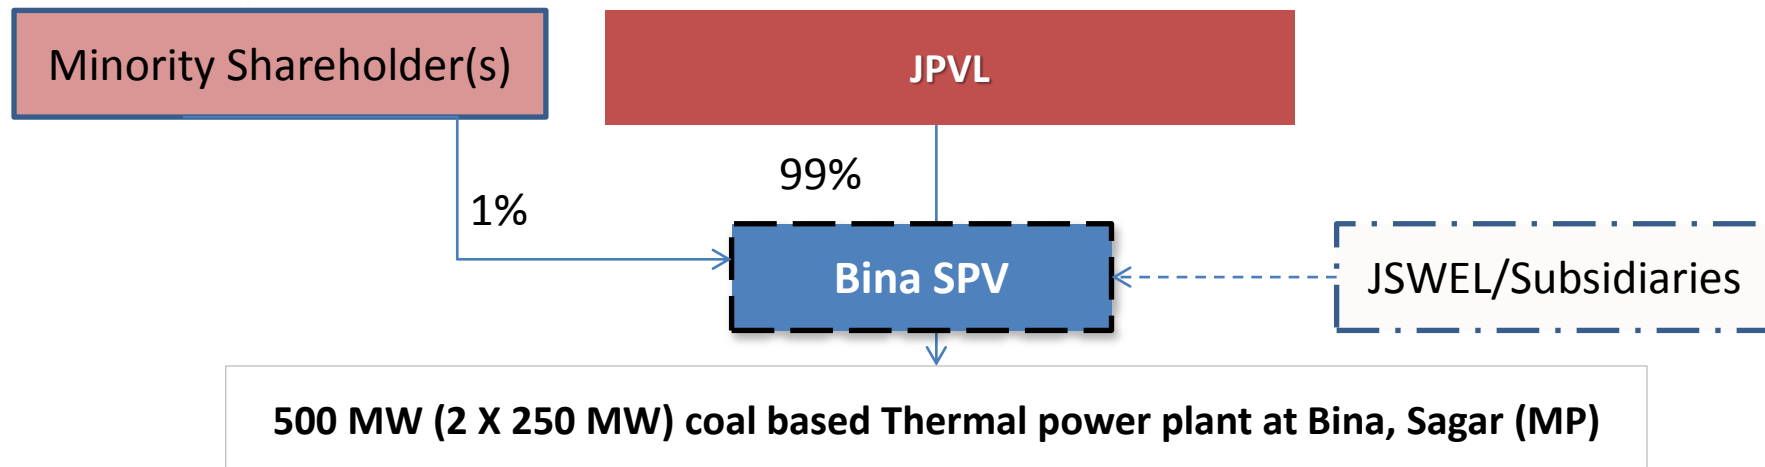 Minority Shareholder(s)
JPVL
99%
1%
Bina SPV
JSWEL/Subsidiaries
500 MW (2 X 250 MW) coal based Thermal power plant at Bina, Sagar (MP)